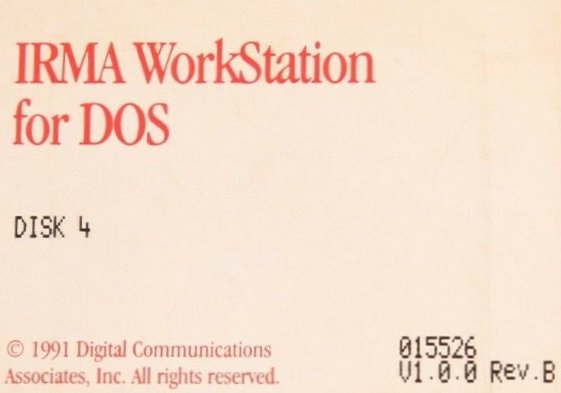 IRMA WorkStation
for DOS
DISK 4
© 1991 Digital Communications
Associates, Inc. All rights reserved.
015526
V1.0.0 Rev.B